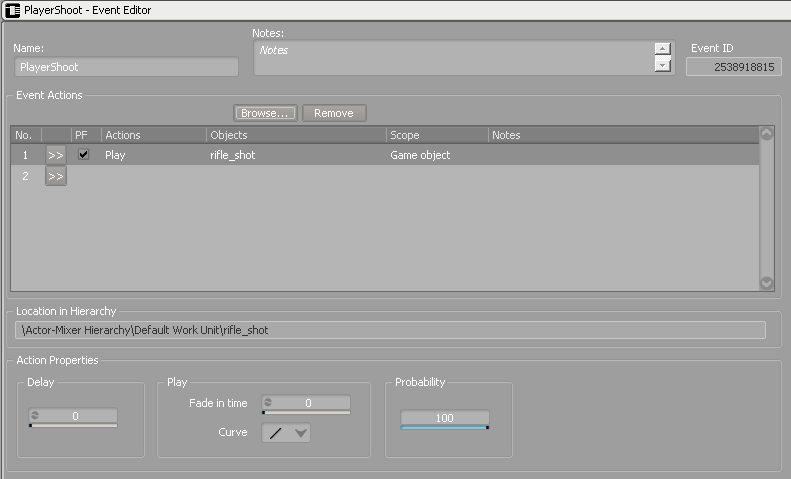 PlayerShoot - Event Editor
Name:
PlayerShoot
Notes:
Notes
Event ID
2538918815
Event Actions
Browse... Remove
No. PF Actions Objects Scope Notes
1 >> Play rifle_shot Game object
2 >>
Location in Hierarchy
\Actor-Mixer Hierarchy\Default Work Unit\rifle_shot
Action Properties
Delay
0
Play
Fade in time 0
Curve
Probability
100